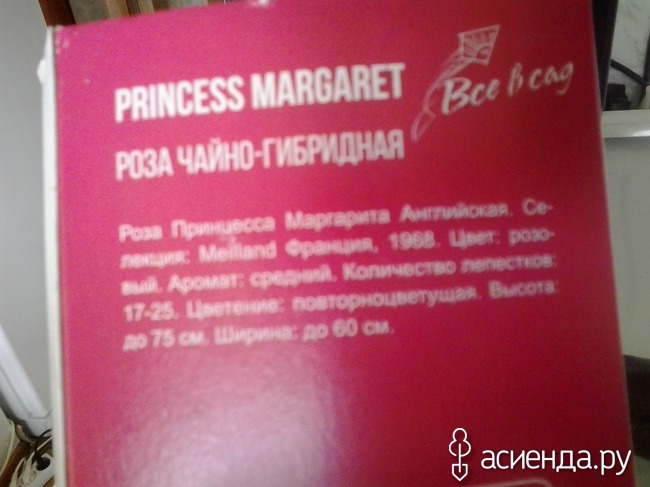 PRINCESS MARGARET
Все в сад
РОЗА ЧАЙНО-ГИБРИДНАЯ
Роза Принцесса Маргарита Английская. Се-
лекция: Meilland Франция, 1968. Цвет: розо-
вый. Аромат: средний. Количество лепестков:
17-25. Цветение: повторноцветущая. Высота:
до 75 см. Ширина: до 60 см.
асиенда.ру